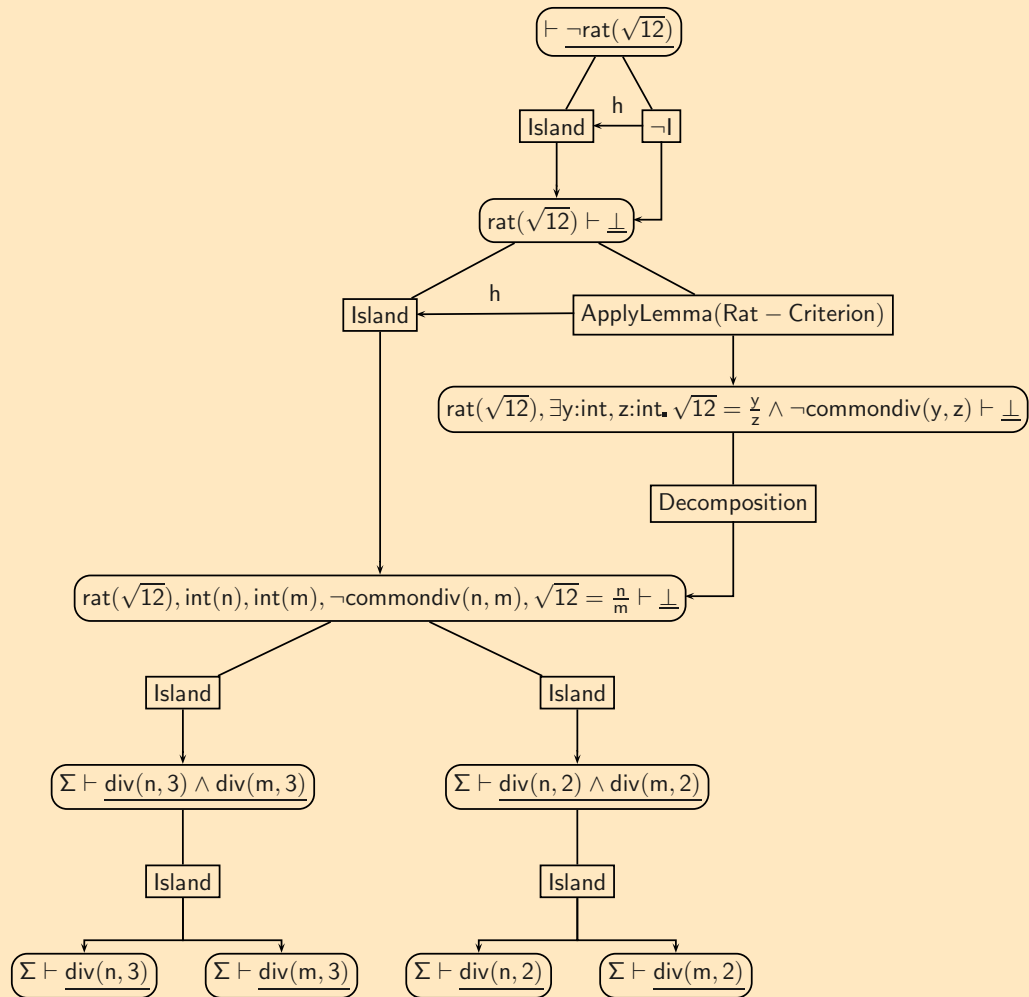 ⊢ ¬rat(√12)
h
Island
¬I
rat(√12) ⊢ ⊥
h
Island
ApplyLemma(Rat − Criterion)
rat(√12), ∃y:int, z:int. √12 = y/z ∧ ¬commondiv(y, z) ⊢ ⊥
Decomposition
rat(√12), int(n), int(m), ¬commondiv(n, m), √12 = n/m ⊢ ⊥
Island
Island
Σ ⊢ div(n, 3) ∧ div(m, 3)
Σ ⊢ div(n, 2) ∧ div(m, 2)
Island
Island
Σ ⊢ div(n, 3)
Σ ⊢ div(m, 3)
Σ ⊢ div(n, 2)
Σ ⊢ div(m, 2)